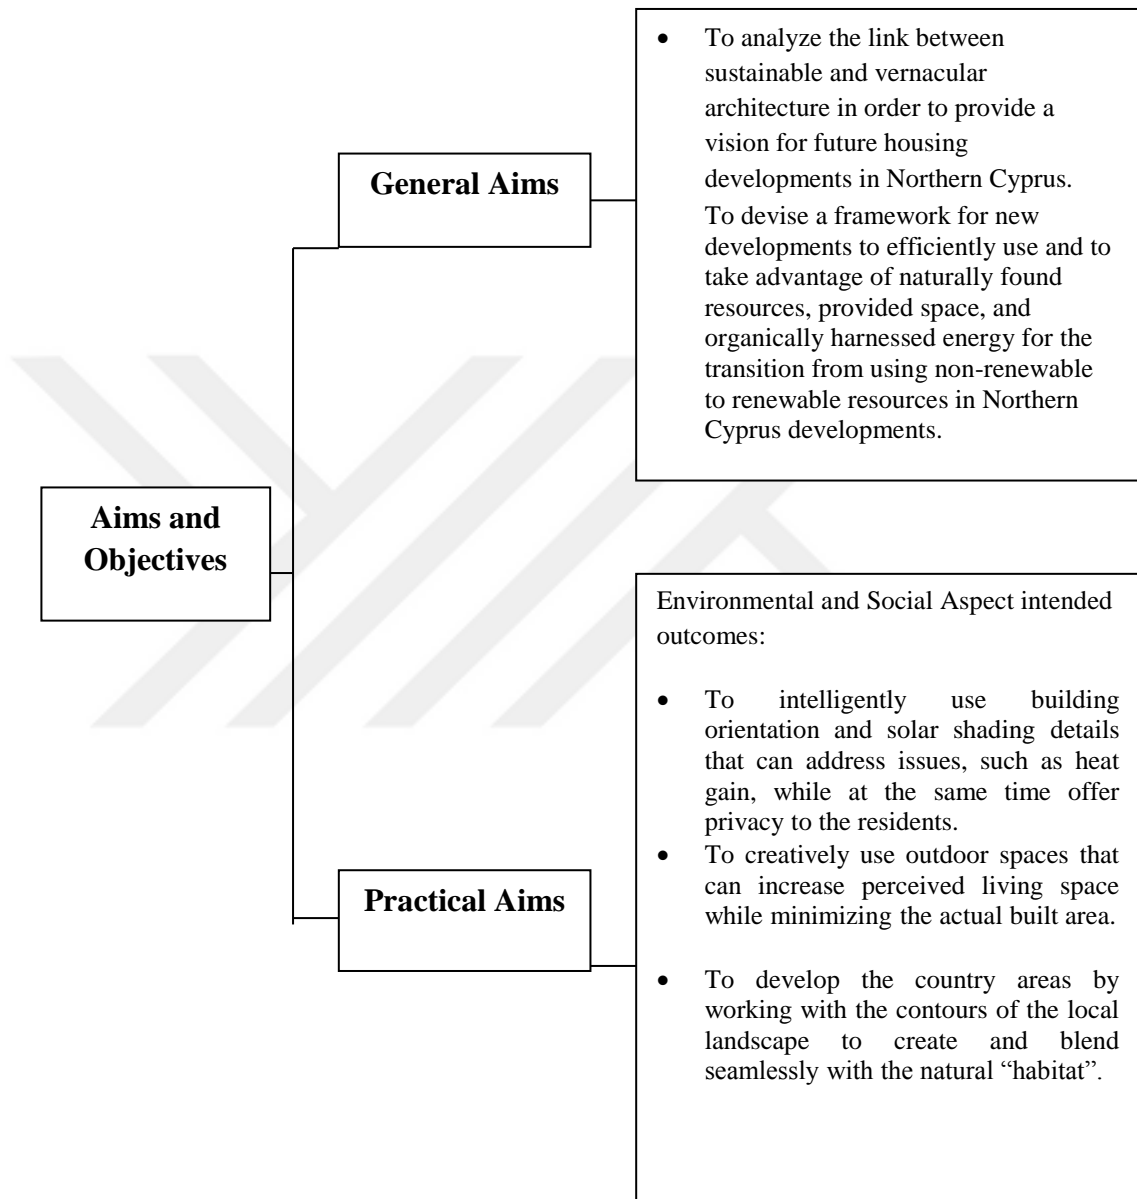 Aims and
Objectives
General Aims
• To analyze the link between
sustainable and vernacular
architecture in order to provide a
vision for future housing
developments in Northern Cyprus.
To devise a framework for new
developments to efficiently use and to
take advantage of naturally found
resources, provided space, and
organically harnessed energy for the
transition from using non-renewable
to renewable resources in Northern
Cyprus developments.
Practical Aims
Environmental and Social Aspect intended
outcomes:
• To intelligently use building
orientation and solar shading details
that can address issues, such as heat
gain, while at the same time offer
privacy to the residents.
• To creatively use outdoor spaces that
can increase perceived living space
while minimizing the actual built area.
• To develop the country areas by
working with the contours of the local
landscape to create and blend
seamlessly with the natural “habitat”.